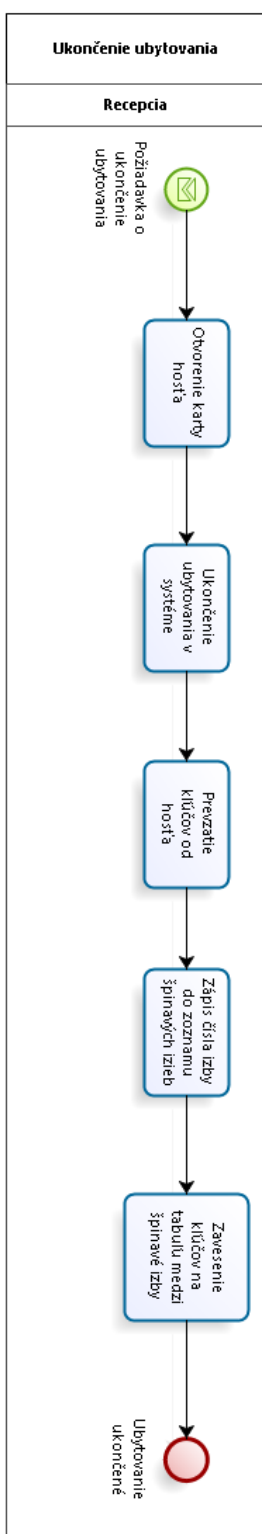 Ukončenie ubytovania
Recepcia
Požiadavka o
ukončenie
ubytovania
Otvorenie karty
hosťa
Ukončenie
ubytovania v
systéme
Prevzatie
kľúčov od
hosťa
Zápis čísla izby
do zoznamu
špinavých izieb
Zavesenie
kľúčov na
tabuľu medzi
špinavé izby
Ubytovanie
ukončené